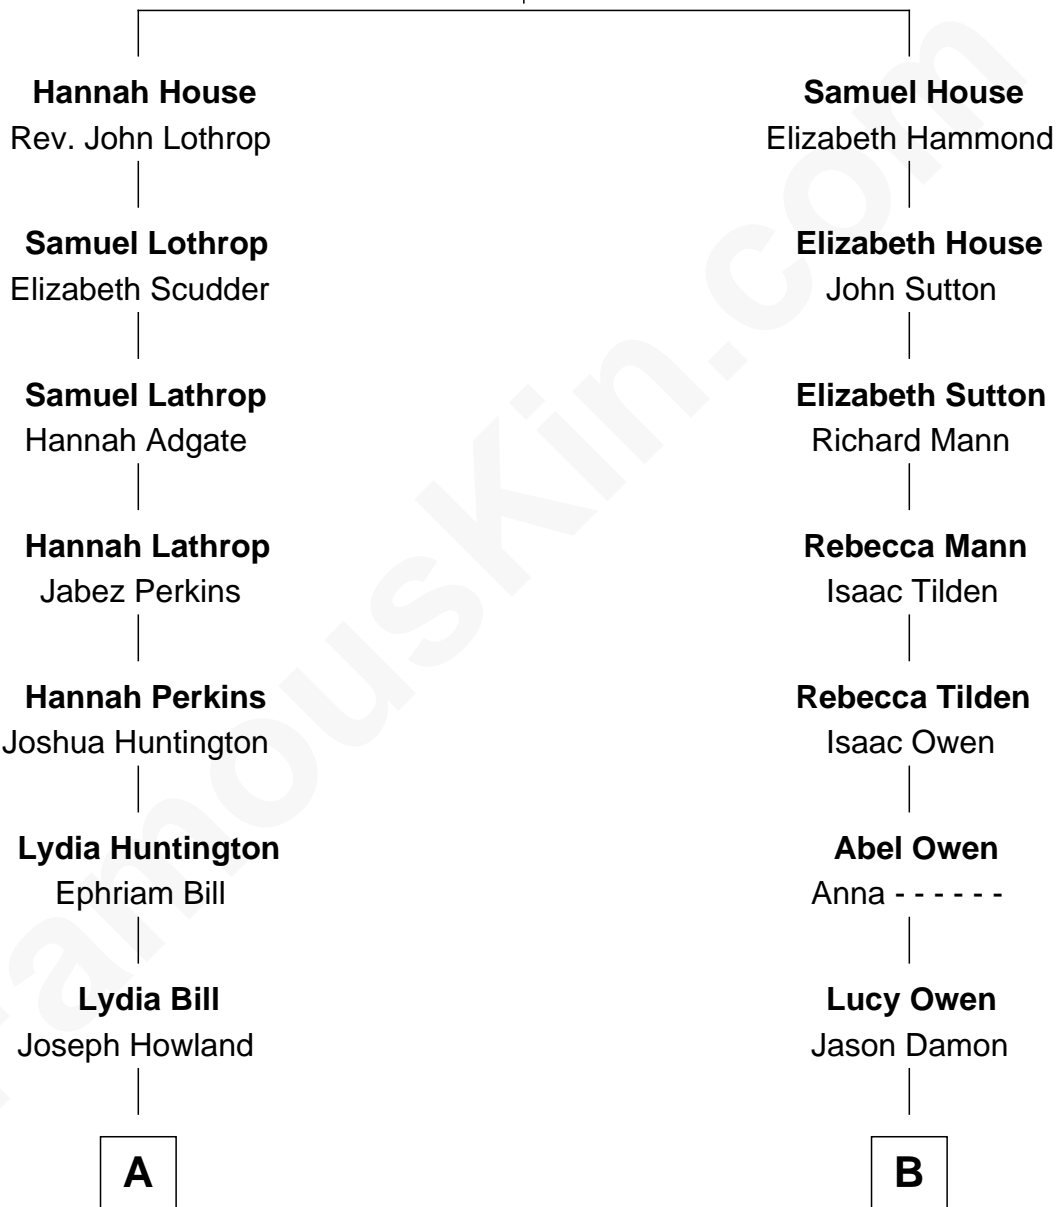 Hannah House
Rev. John Lothrop
Samuel Lothrop
Elizabeth Scudder
Samuel Lathrop
Hannah Adgate
Hannah Lathrop
Jabez Perkins
Hannah Perkins
Joshua Huntington
Lydia Huntington
Ephriam Bill
Lydia Bill
Joseph Howland
A
Samuel House
Elizabeth Hammond
Elizabeth House
John Sutton
Elizabeth Sutton
Richard Mann
Rebecca Mann
Isaac Tilden
Rebecca Tilden
Isaac Owen
Abel Owen
Anna - - - - - -
Lucy Owen
Jason Damon
B
FamousKin.com